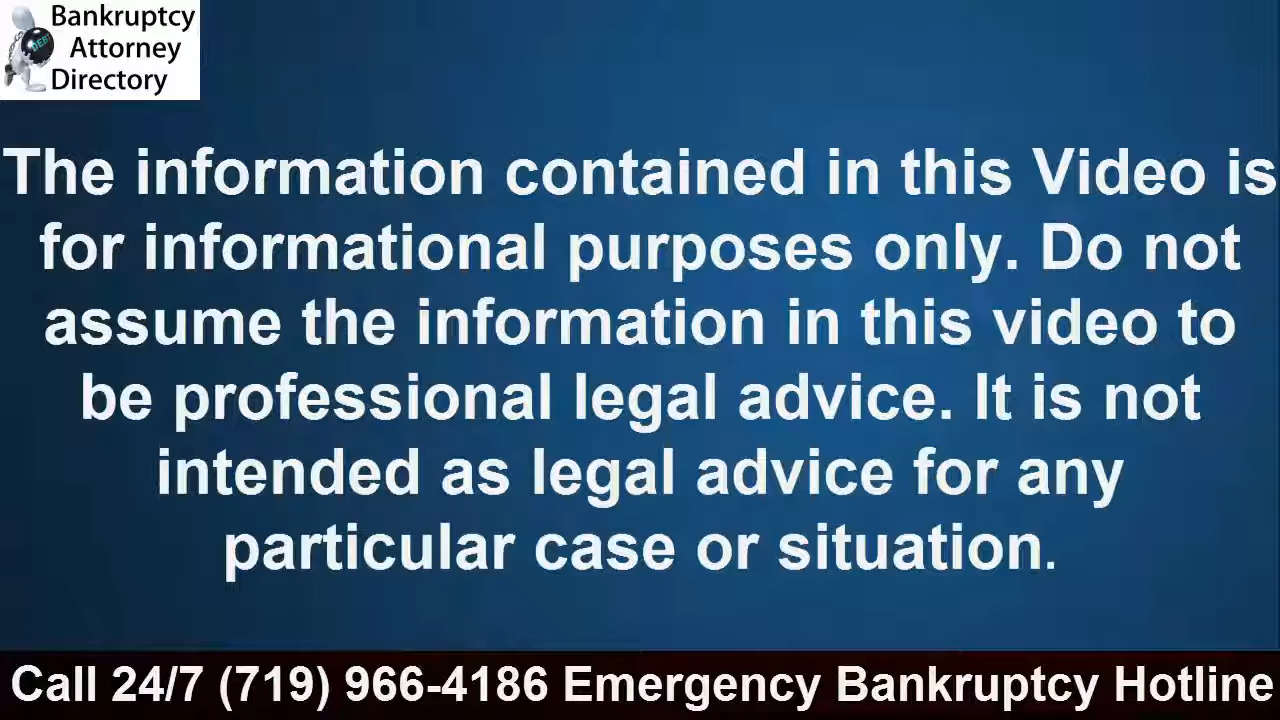 Bankruptcy
Attorney
Directory
DEBT
The information contained in this Video is
for informational purposes only. Do not
assume the information in this video to
be professional legal advice. It is not
intended as legal advice for any
particular case or situation.
Call 24/7 (719) 966-4186 Emergency Bankruptcy Hotline